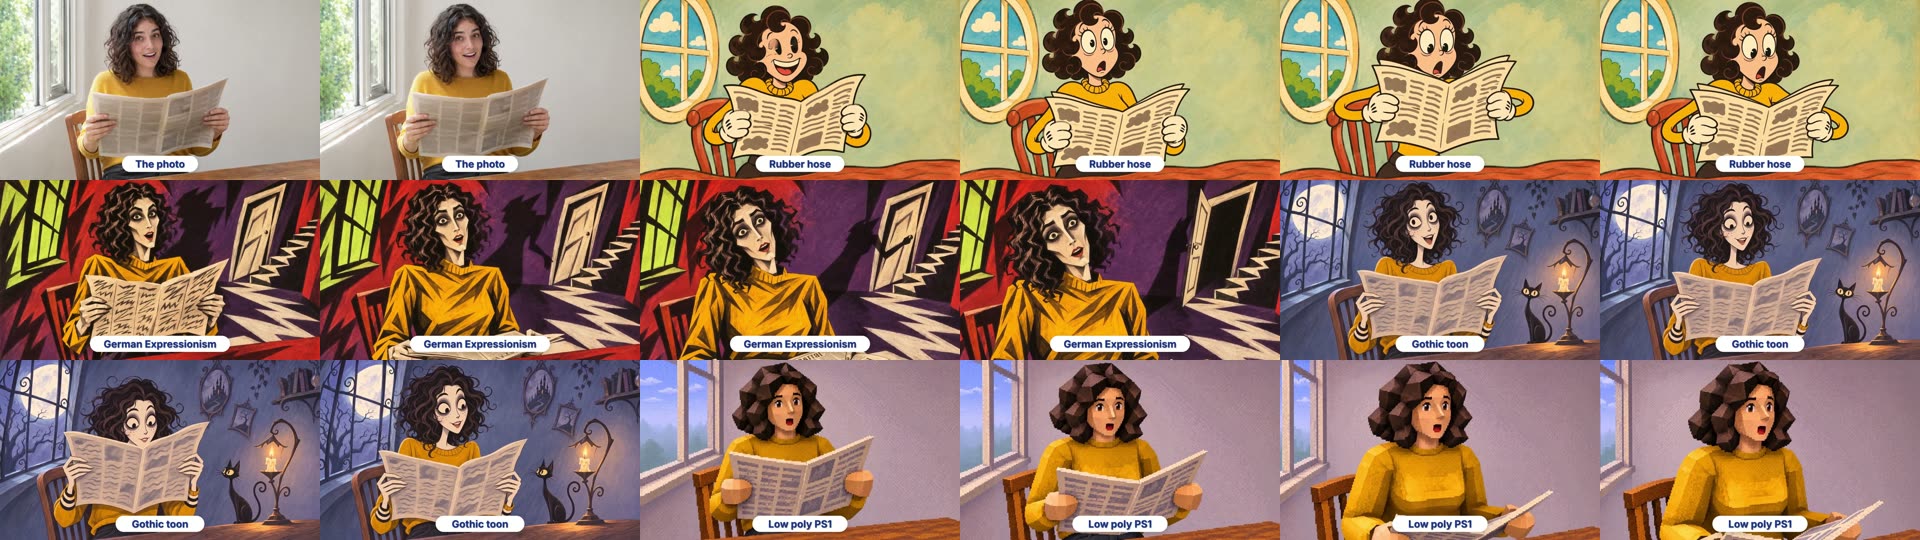 The photo
The photo
Rubber hose
Rubber hose
Rubber hose
Rubber hose
German Expressionism
German Expressionism
German Expressionism
German Expressionism
Gothic toon
Gothic toon
Gothic toon
Gothic toon
Low poly PS1
Low poly PS1
Low poly PS1
Low poly PS1